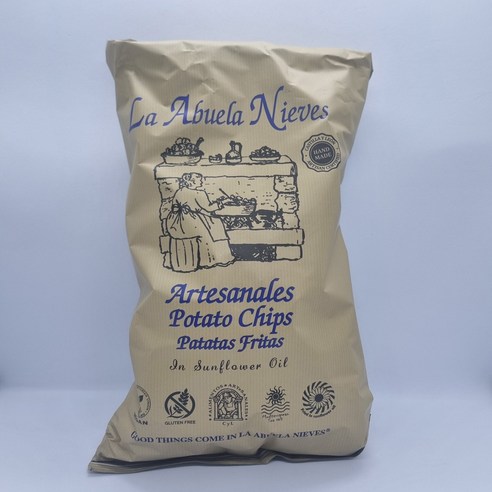 La Abuela Nieves
HAND
MADE
Artesanales
Potato Chips
Patatas Fritas
In Sunflower Oil
GLUTEN FREE
CyL
GOOD THINGS COME IN LA ABUELA NIEVES®